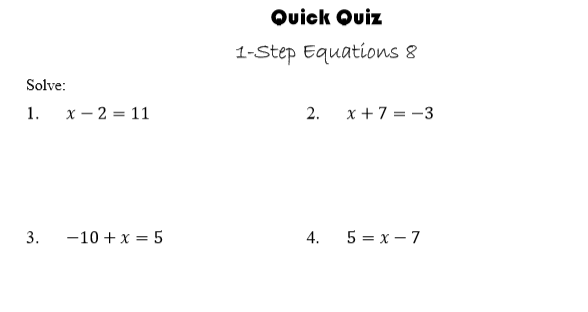 Quick Quiz
1-Step Equations 8
Solve:
1. x − 2 = 11
2. x + 7 = −3
3. −10 + x = 5
4. 5 = x − 7